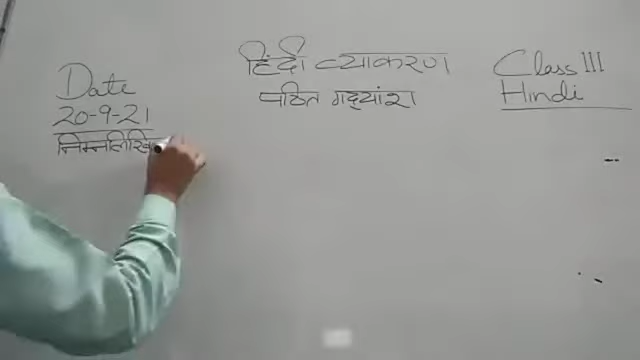 हिंदी व्याकरण
पठित गद्यांश
Class III
Hindi
Date
20-9-21
निम्नलिखि